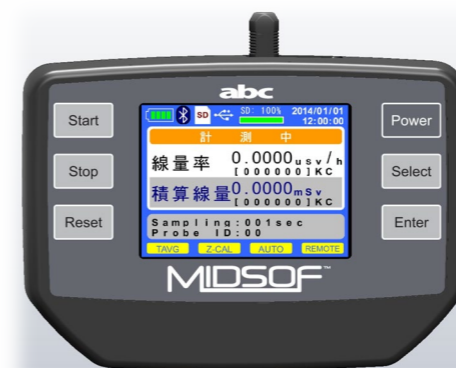 abc
SD: 100% 2014/01/01
12:00:00
計測中
線量率 0.0000uSv/h
[000000]KC
積算線量 0.0000mSv
[000000]KC
Sampling:001sec
Probe ID:00
TAVG Z-CAL AUTO REMOTE
MIDSOF™
Start
Stop
Reset
Power
Select
Enter